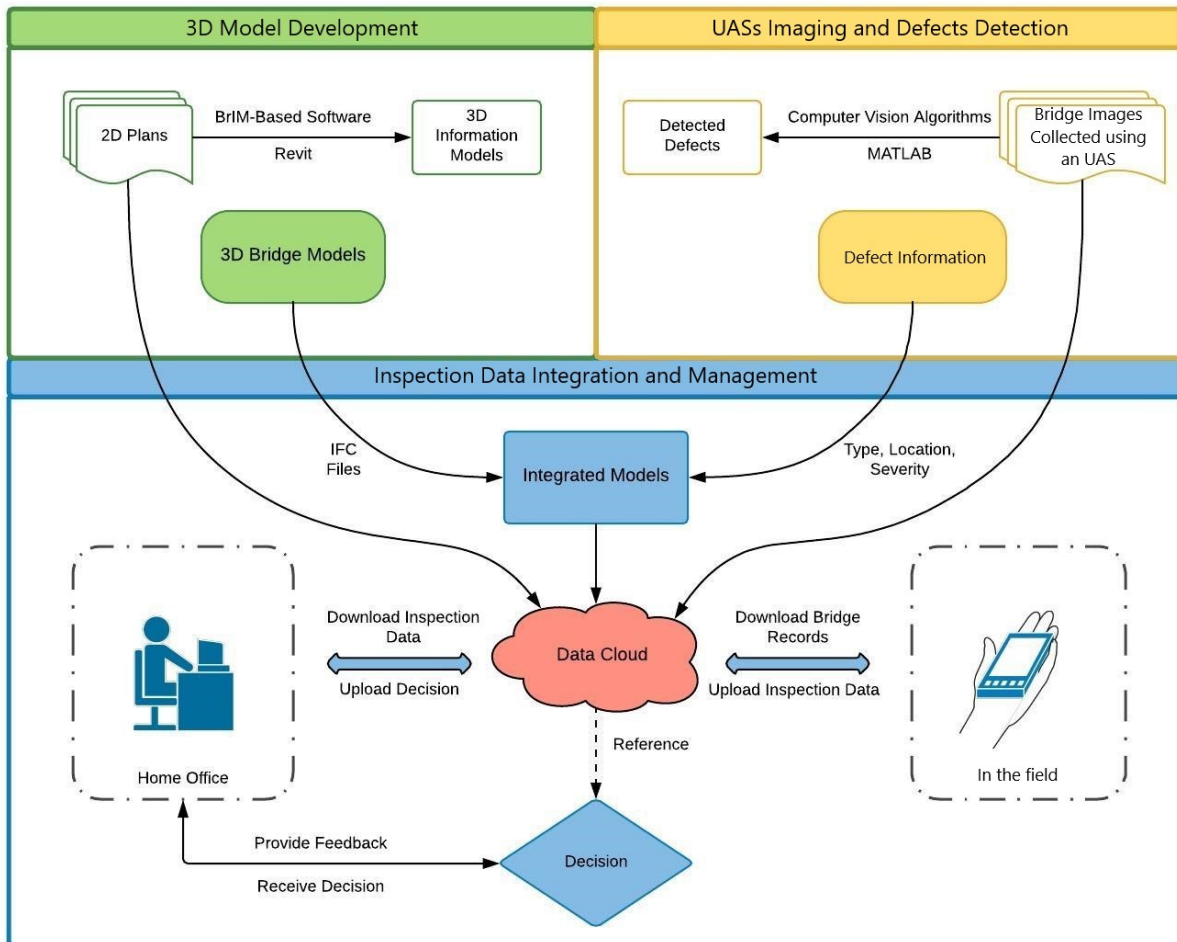 3D Model Development
UASs Imaging and Defects Detection
2D Plans
BrIM-Based Software
Revit
3D
Information
Models
Detected
Defects
Computer Vision Algorithms
MATLAB
Bridge Images
Collected using
an UAS
3D Bridge Models
Defect Information
Inspection Data Integration and Management
IFC
Files
Integrated Models
Type, Location,
Severity
Download Inspection
Data
Upload Decision
Data Cloud
Download Bridge
Records
Upload Inspection Data
Home Office
Reference
In the field
Provide Feedback
Receive Decision
Decision